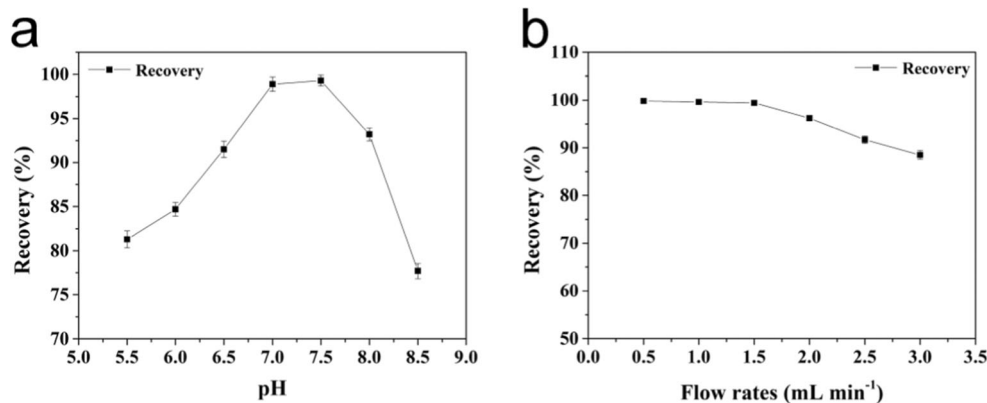 a
Recovery
100
95
90
85
80
75
70
5.0 5.5 6.0 6.5 7.0 7.5 8.0 8.5 9.0
Recovery (%)
pH
b
Recovery
110
100
90
80
70
60
50
0.0 0.5 1.0 1.5 2.0 2.5 3.0 3.5
Recovery (%)
Flow rates (mL min⁻¹)